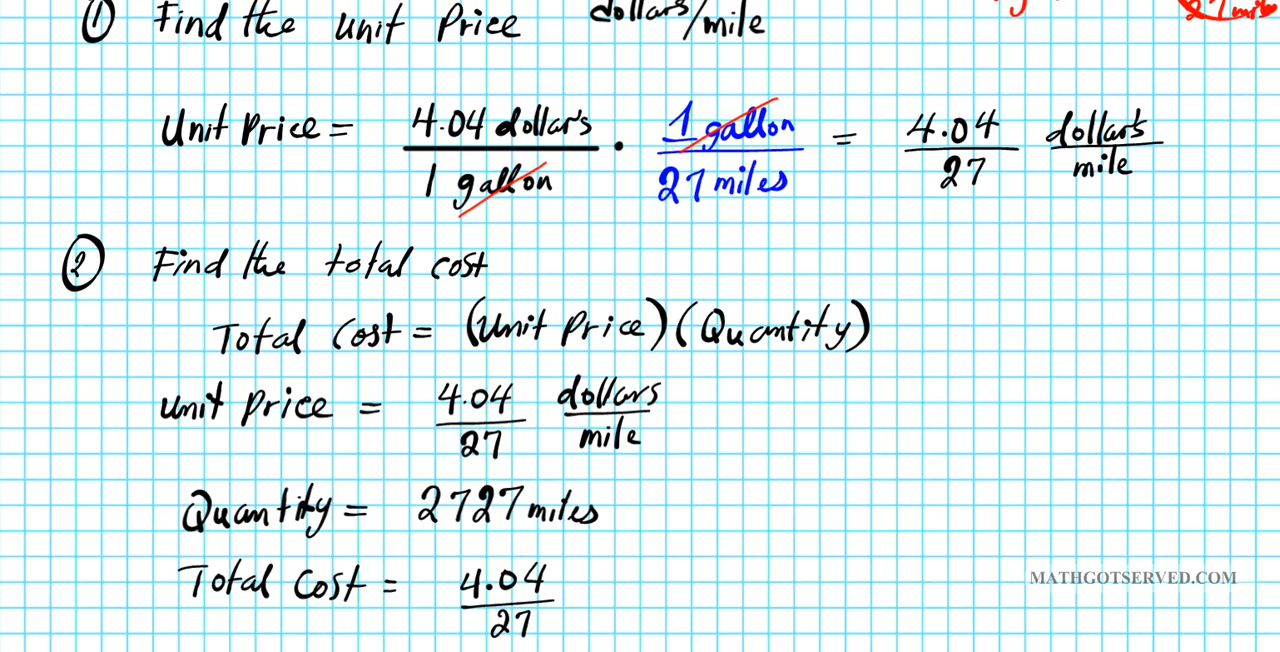 ① Find the unit Price dollars/mile
27 miles
Unit Price = 4.04 dollars / 1 gallon · 1 gallon / 27 miles = 4.04 / 27 dollars / mile
② Find the total cost
Total Cost = (Unit Price)(Quantity)
Unit Price = 4.04 / 27 dollars / mile
Quantity = 2727 miles
Total Cost = 4.04 / 27
MATHGOTSERVED.COM